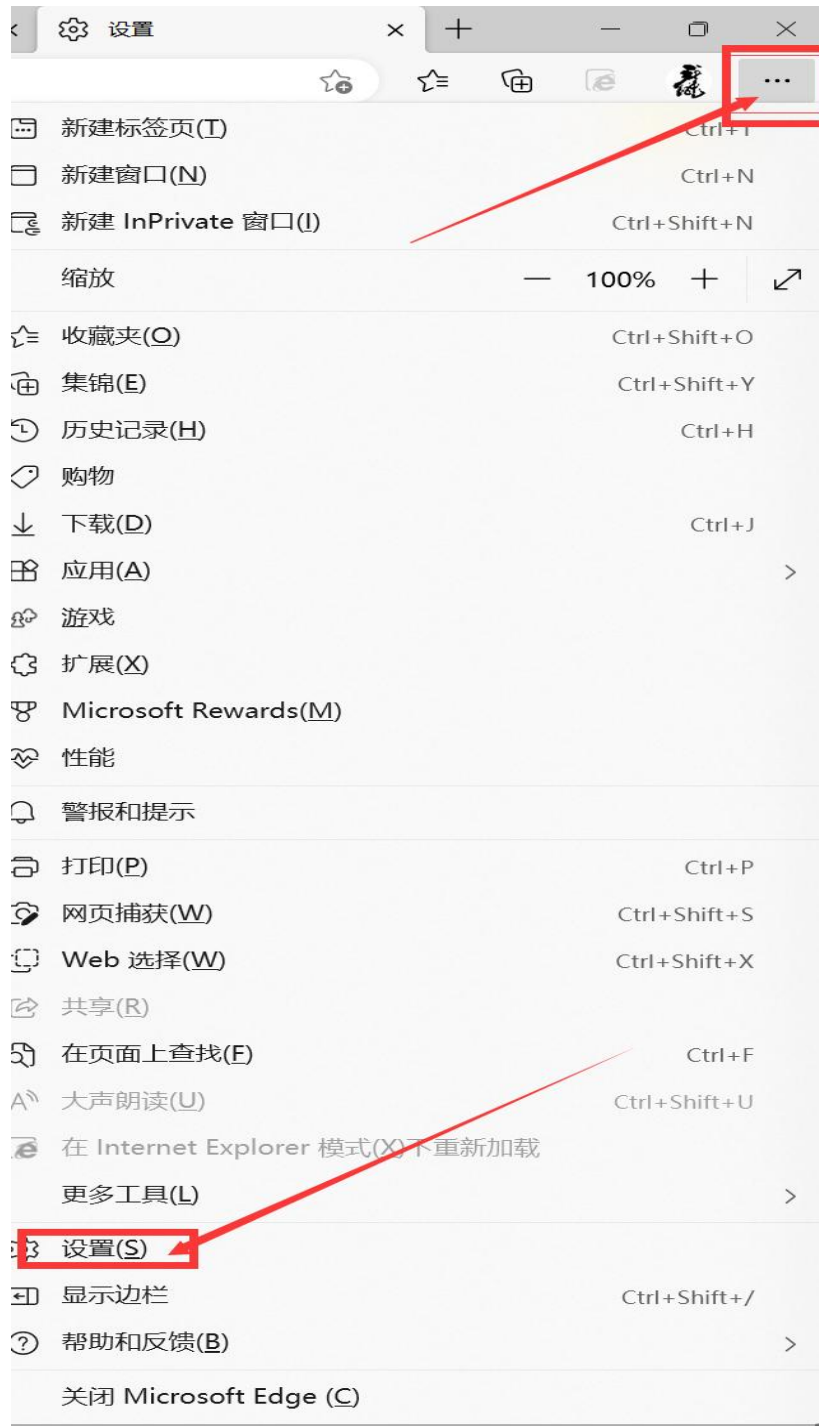 设置
新建标签页(T) Ctrl+T
新建窗口(N) Ctrl+N
新建 InPrivate 窗口(I) Ctrl+Shift+N
缩放 100%
收藏夹(O) Ctrl+Shift+O
集锦(E) Ctrl+Shift+Y
历史记录(H) Ctrl+H
购物
下载(D) Ctrl+J
应用(A)
游戏
扩展(X)
Microsoft Rewards(M)
性能
警报和提示
打印(P) Ctrl+P
网页捕获(W) Ctrl+Shift+S
Web 选择(W) Ctrl+Shift+X
共享(R)
在页面上查找(F) Ctrl+F
大声朗读(U) Ctrl+Shift+U
在 Internet Explorer 模式(X)下重新加载
更多工具(L)
设置(S)
显示边栏 Ctrl+Shift+/
帮助和反馈(B)
关闭 Microsoft Edge (C)